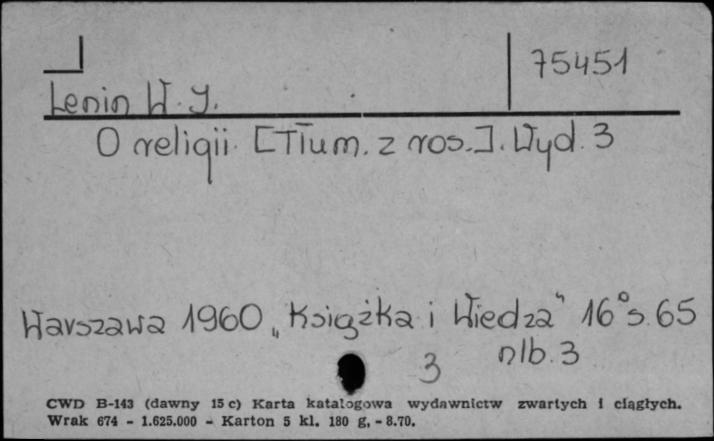 75451
Lenin W. J.
O religii. [Tłum. z ros.]. Wyd. 3
Warszawa 1960 „Książka i Wiedza" 16° s. 65
nlb. 3
3
CWD B-143 (dawny 15 c) Karta katalogowa wydawnictw zwartych i ciągłych.
Wrak 674 - 1.625.000 - Karton 5 kl. 180 g, - 8.70.